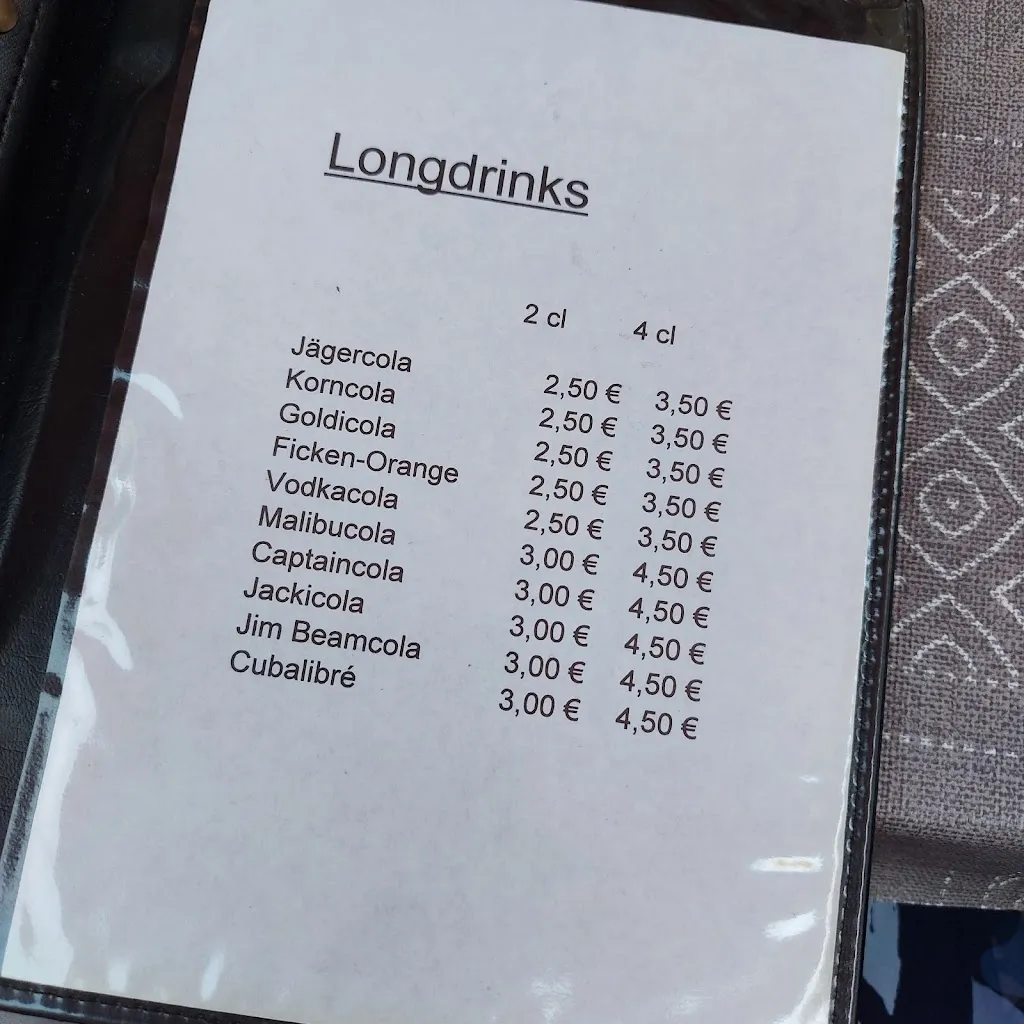 Longdrinks
2 cl 4 cl
Jägercola 2,50 € 3,50 €
Korncola 2,50 € 3,50 €
Goldicola 2,50 € 3,50 €
Ficken-Orange 2,50 € 3,50 €
Vodkacola 2,50 € 3,50 €
Malibucola 3,00 € 4,50 €
Captaincola 3,00 € 4,50 €
Jackicola 3,00 € 4,50 €
Jim Beamcola 3,00 € 4,50 €
Cubalibré 3,00 € 4,50 €